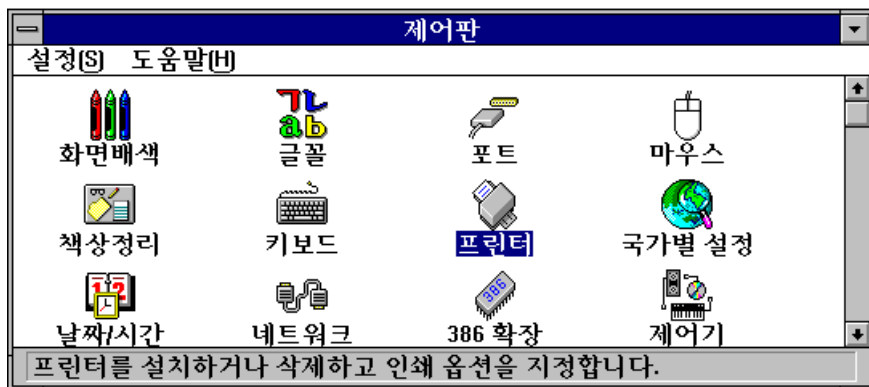 제어판
설정(S) 도움말(H)
화면배색 글꼴 포트 마우스
책상정리 키보드 프린터 국가별 설정
날짜/시간 네트워크 386 확장 제어기
프린터를 설치하거나 삭제하고 인쇄 옵션을 지정합니다.